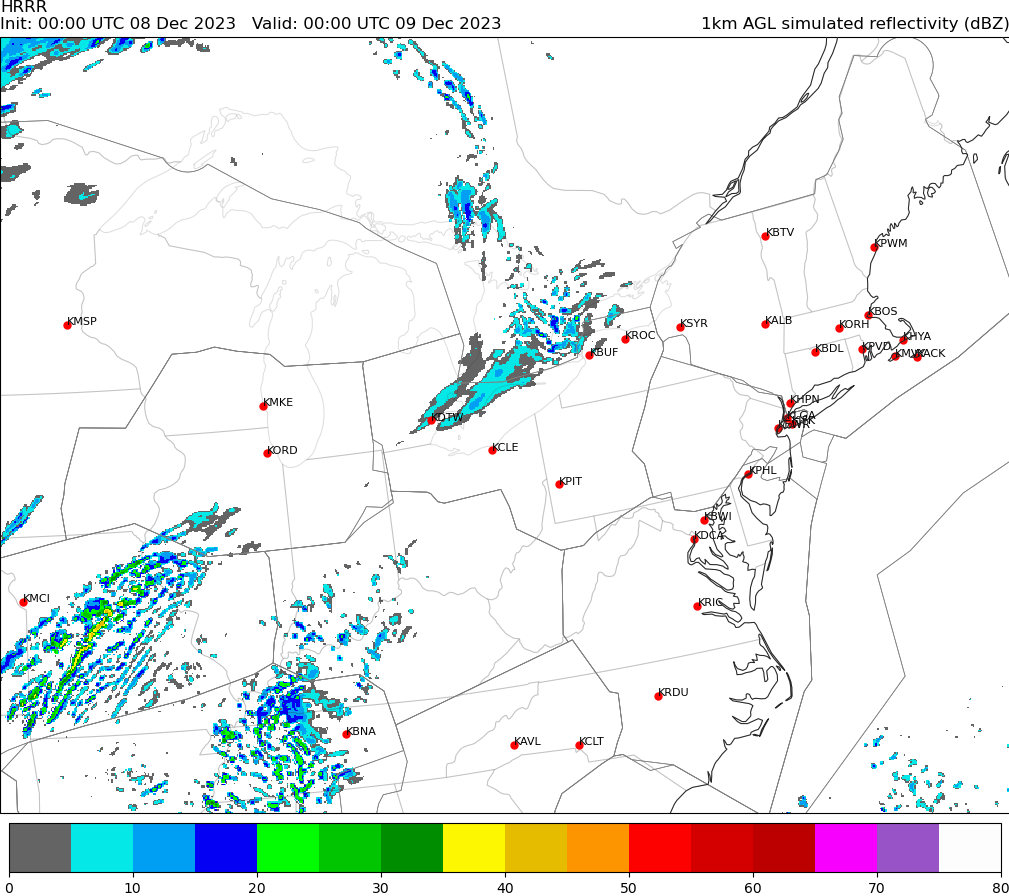 HRRR
Init: 00:00 UTC 08 Dec 2023   Valid: 00:00 UTC 09 Dec 2023   1km AGL simulated reflectivity (dBZ)
KBTV
KPWM
KBOS
KMSP
KSYR
KALB
KORH
KROC
KHYA
KBUF
KBDL
KPVD
KACK
KMKE
KHPN
KDTW
KLGA
KORD
KCLE
KPHL
KPIT
KBWI
KDCA
KMCI
KRIC
KRDU
KBNA
KAVL
KCLT
0 10 20 30 40 50 60 70 80